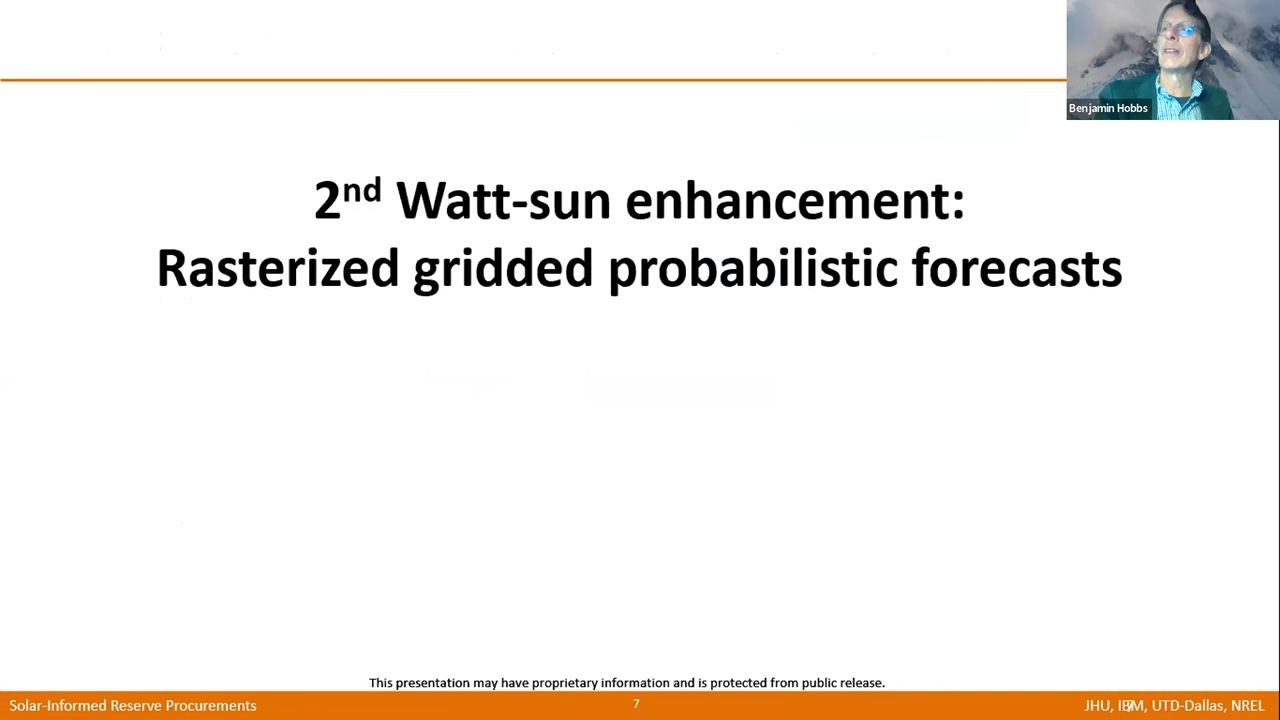 Benjamin Hobbs
2nd Watt-sun enhancement:
Rasterized gridded probabilistic forecasts
This presentation may have proprietary information and is protected from public release.
Solar-Informed Reserve Procurements
7
JHU, IBM, UTD-Dallas, NREL
7